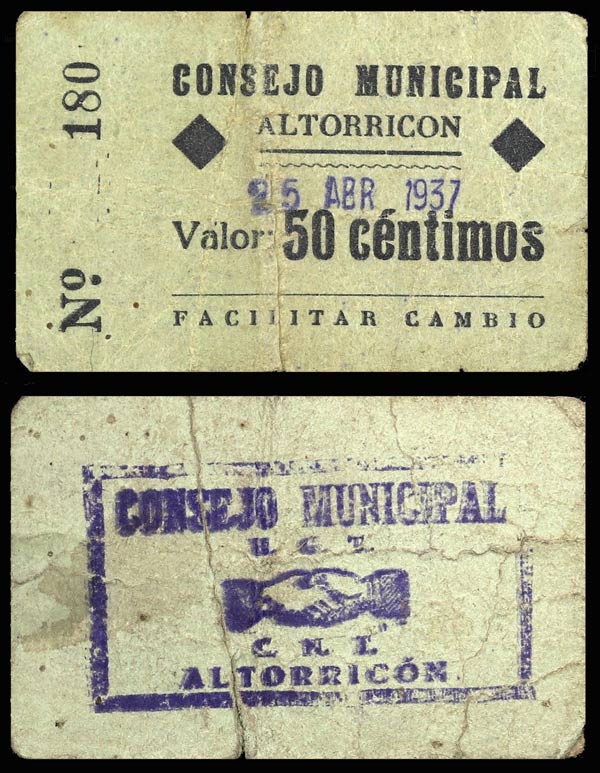 Nº 180
CONSEJO MUNICIPAL
ALTORRICON
25 ABR 1937
Valor: 50 céntimos
FACILITAR CAMBIO
CONSEJO MUNICIPAL
U. G. T.
C. N. T.
ALTORRICÓN